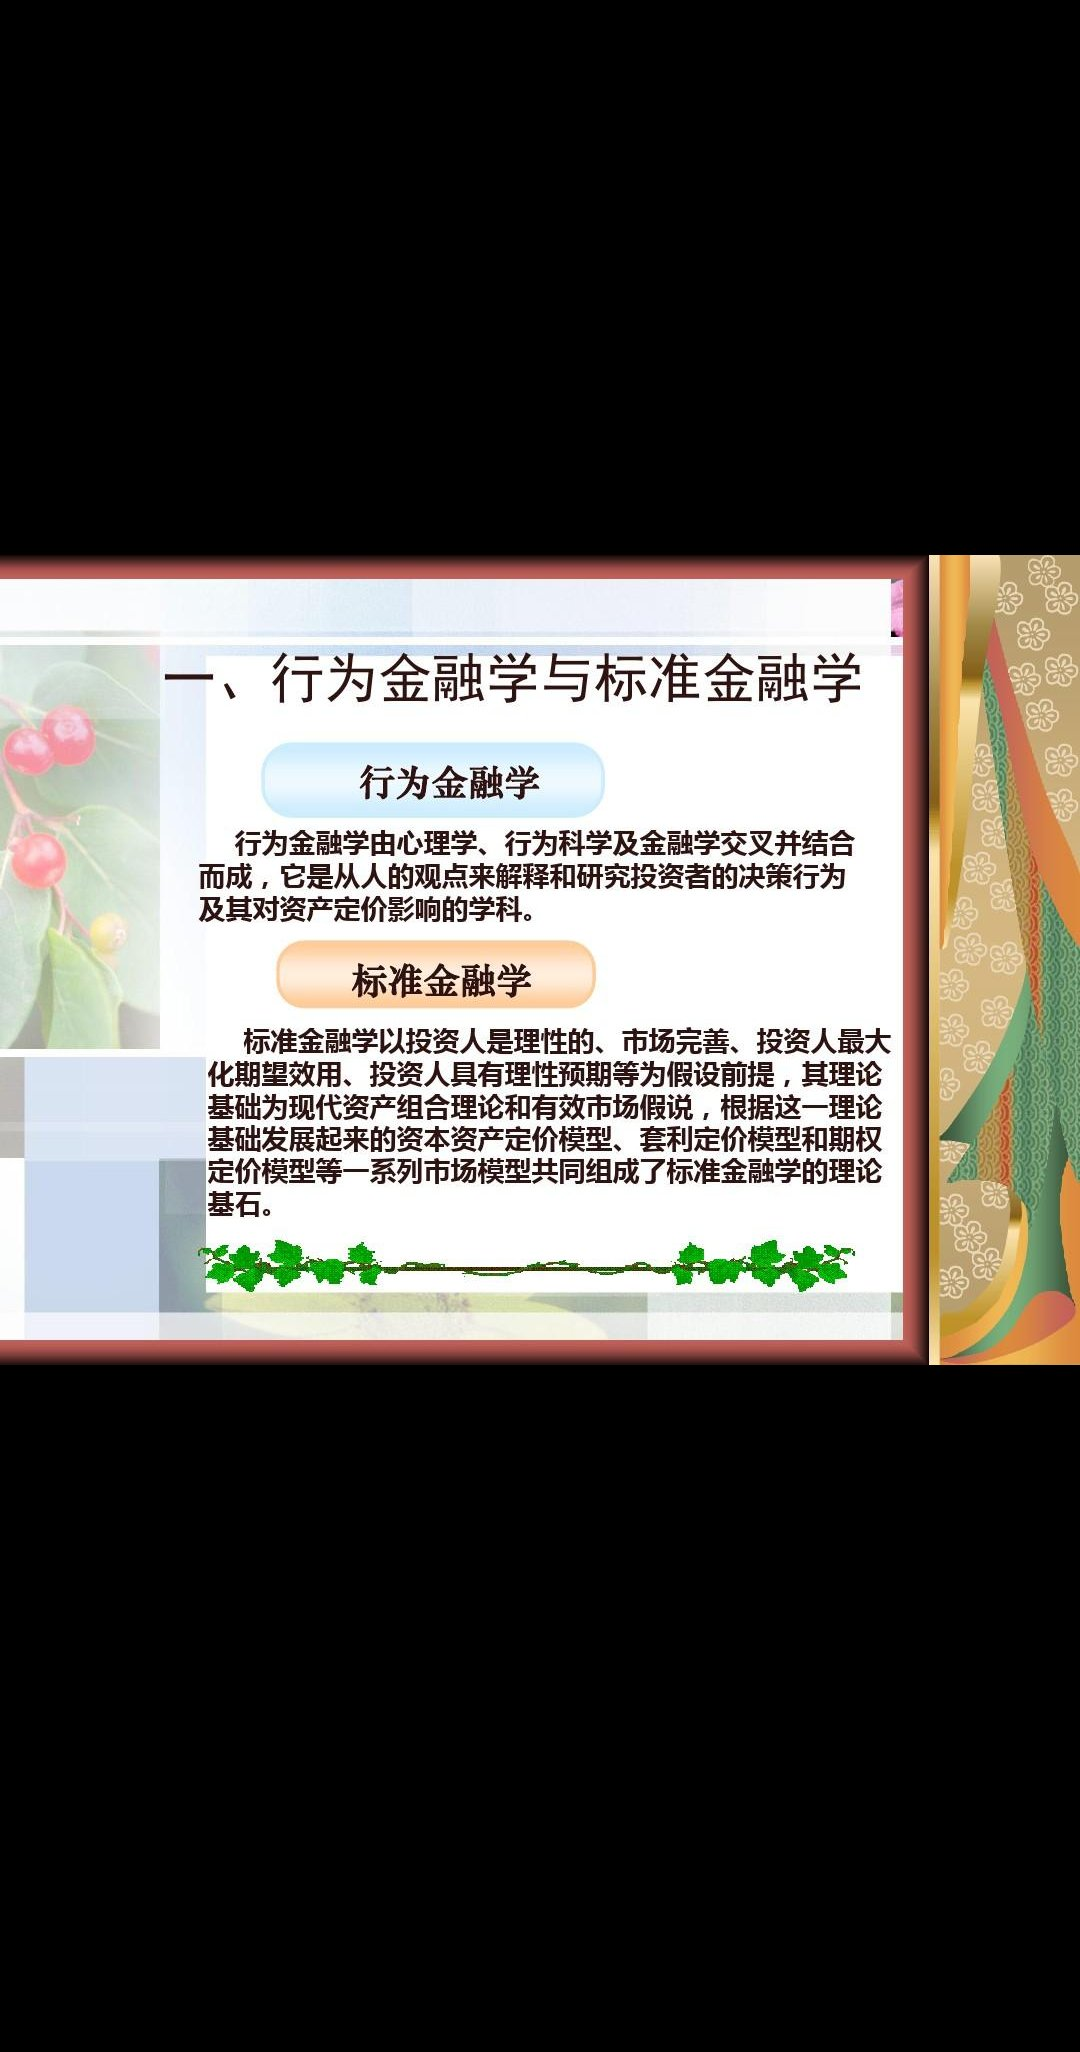 一、行为金融学与标准金融学
行为金融学
行为金融学由心理学、行为科学及金融学交叉并结合
而成，它是从人的观点来解释和研究投资者的决策行为
及其对资产定价影响的学科。
标准金融学
标准金融学以投资人是理性的、市场完善、投资人最大
化期望效用、投资人具有理性预期等为假设前提，其理论
基础为现代资产组合理论和有效市场假说，根据这一理论
基础发展起来的资本资产定价模型、套利定价模型和期权
定价模型等一系列市场模型共同组成了标准金融学的理论
基石。